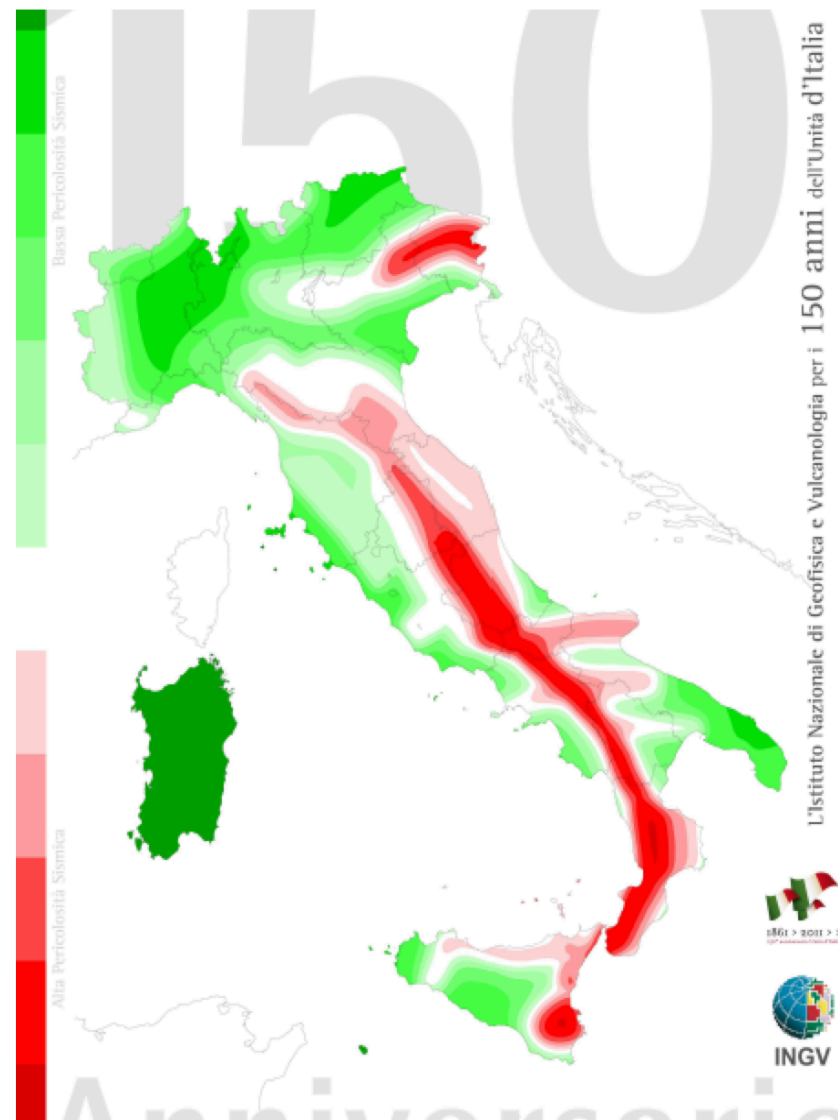 150
Bassa Pericolosità Sismica
Alta Pericolosità Sismica
L'Istituto Nazionale di Geofisica e Vulcanologia per i 150 anni dell'Unità d'Italia
1861 > 2011 >
INGV
Anniversario